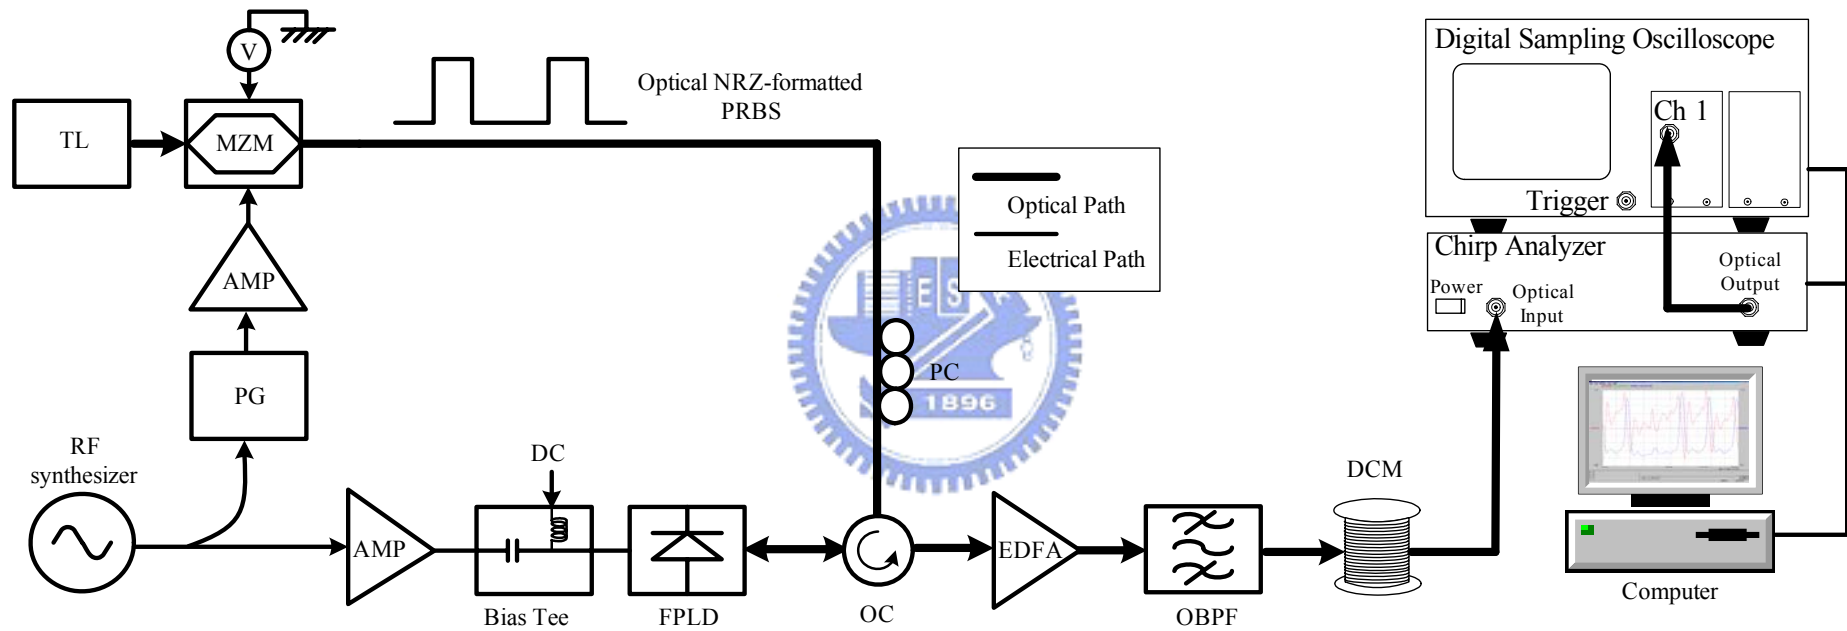 V
TL
MZM
Optical NRZ-formatted
PRBS
AMP
PG
RF
synthesizer
AMP
DC
Bias Tee
FPLD
OC
PC
Optical Path
Electrical Path
1896
EDFA
OBPF
DCM
Digital Sampling Oscilloscope
Ch 1
Trigger
Chirp Analyzer
Power
Optical
Input
Optical
Output
Computer